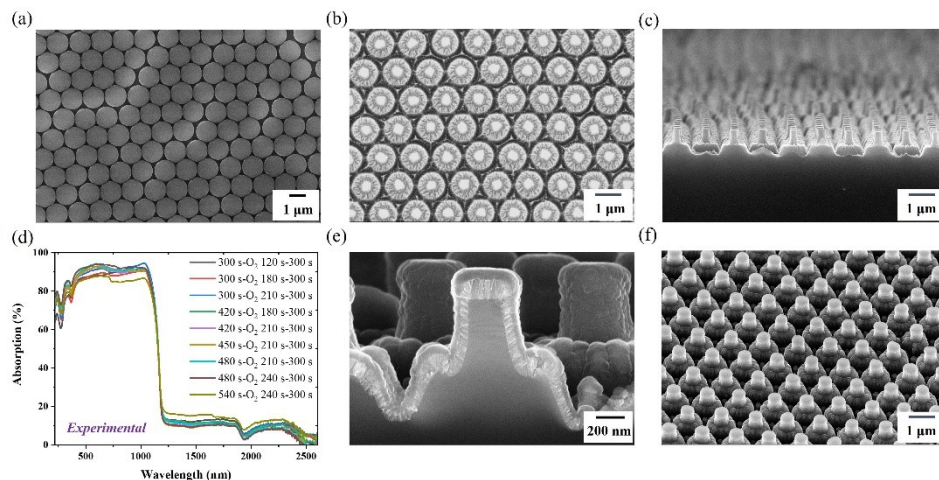 (a)
1 μm
(b)
1 μm
(c)
1 μm
(d)
Absorption (%)
100
80
60
40
20
0
300 s-O₂ 120 s-300 s
300 s-O₂ 180 s-300 s
300 s-O₂ 210 s-300 s
420 s-O₂ 180 s-300 s
420 s-O₂ 210 s-300 s
450 s-O₂ 210 s-300 s
480 s-O₂ 210 s-300 s
480 s-O₂ 240 s-300 s
540 s-O₂ 240 s-300 s
Experimental
500 1000 1500 2000 2500
Wavelength (nm)
(e)
200 nm
(f)
1 μm